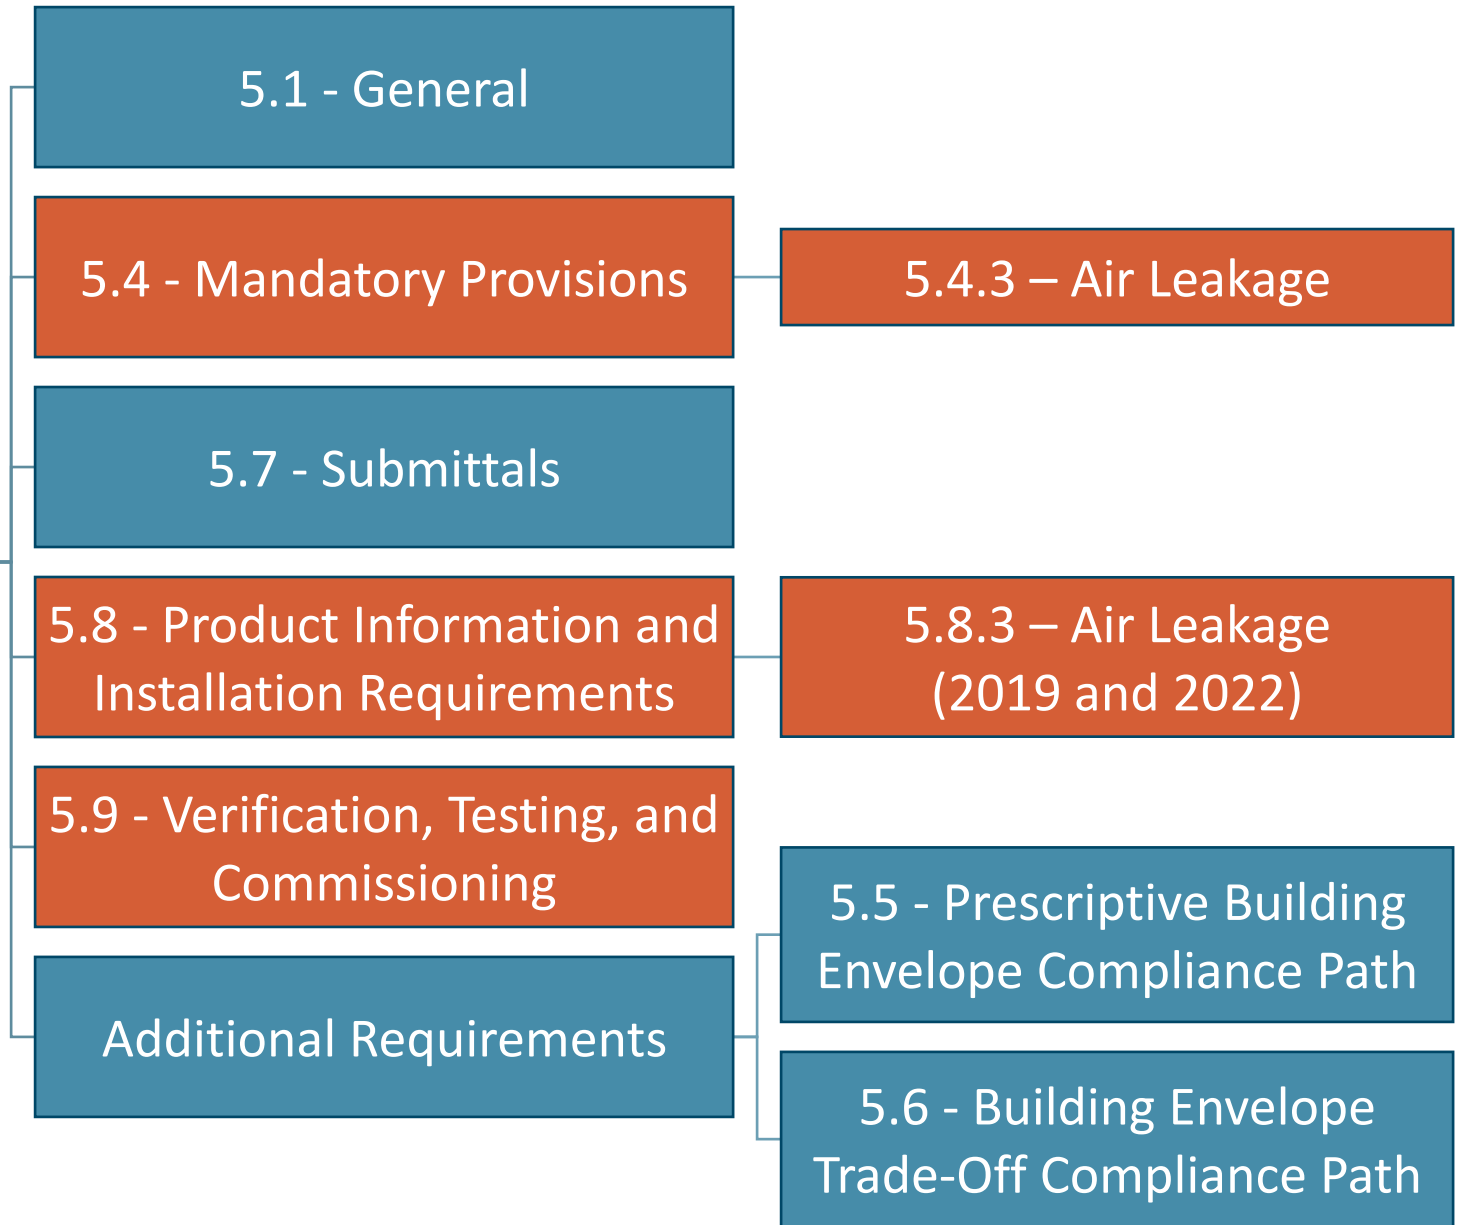 5.1 - General
5.4 - Mandatory Provisions
5.4.3 – Air Leakage
5.7 - Submittals
5.8 - Product Information and
Installation Requirements
5.8.3 – Air Leakage
(2019 and 2022)
5.9 - Verification, Testing, and
Commissioning
Additional Requirements
5.5 - Prescriptive Building
Envelope Compliance Path
5.6 - Building Envelope
Trade-Off Compliance Path